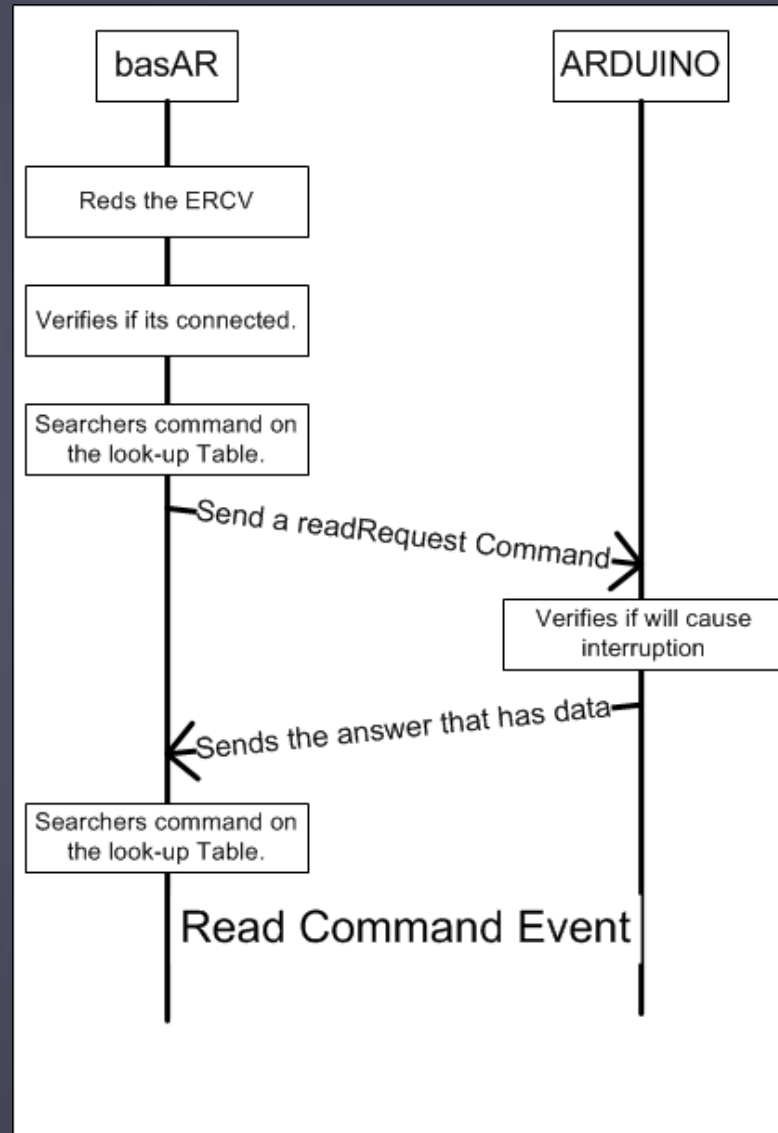 basAR
ARDUINO
Reds the ERCV
Verifies if its connected.
Searchers command on
the look-up Table.
Send a readRequest Command
Verifies if will cause
interruption
Sends the answer that has data
Searchers command on
the look-up Table.
Read Command Event